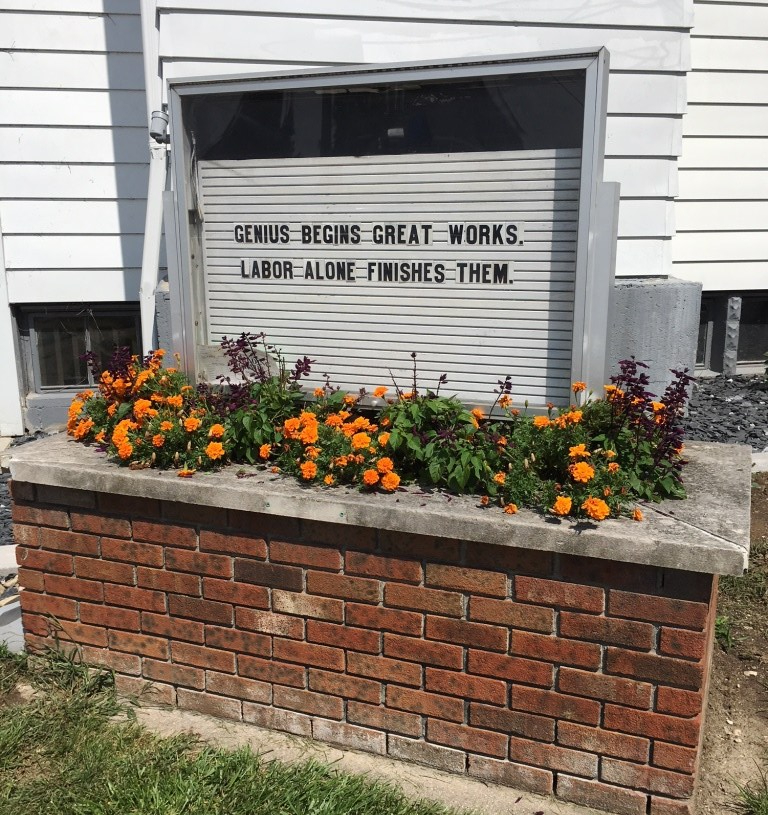 GENIUS BEGINS GREAT WORKS.
LABOR ALONE FINISHES THEM.